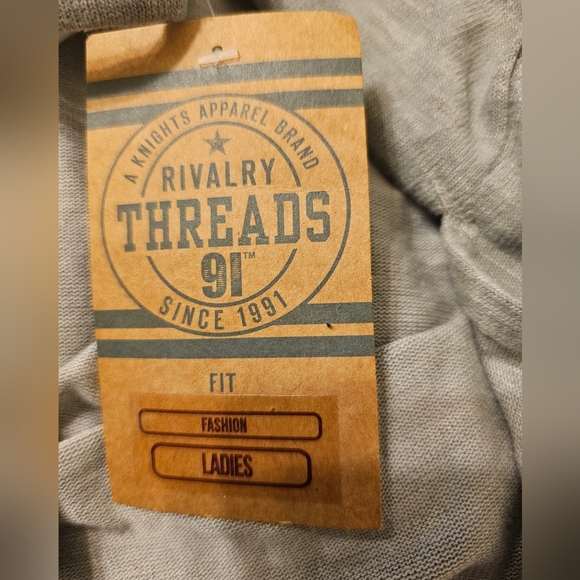 A KNIGHTS APPAREL BRAND
RIVALRY
THREADS
91™
SINCE 1991
FIT
FASHION
LADIES